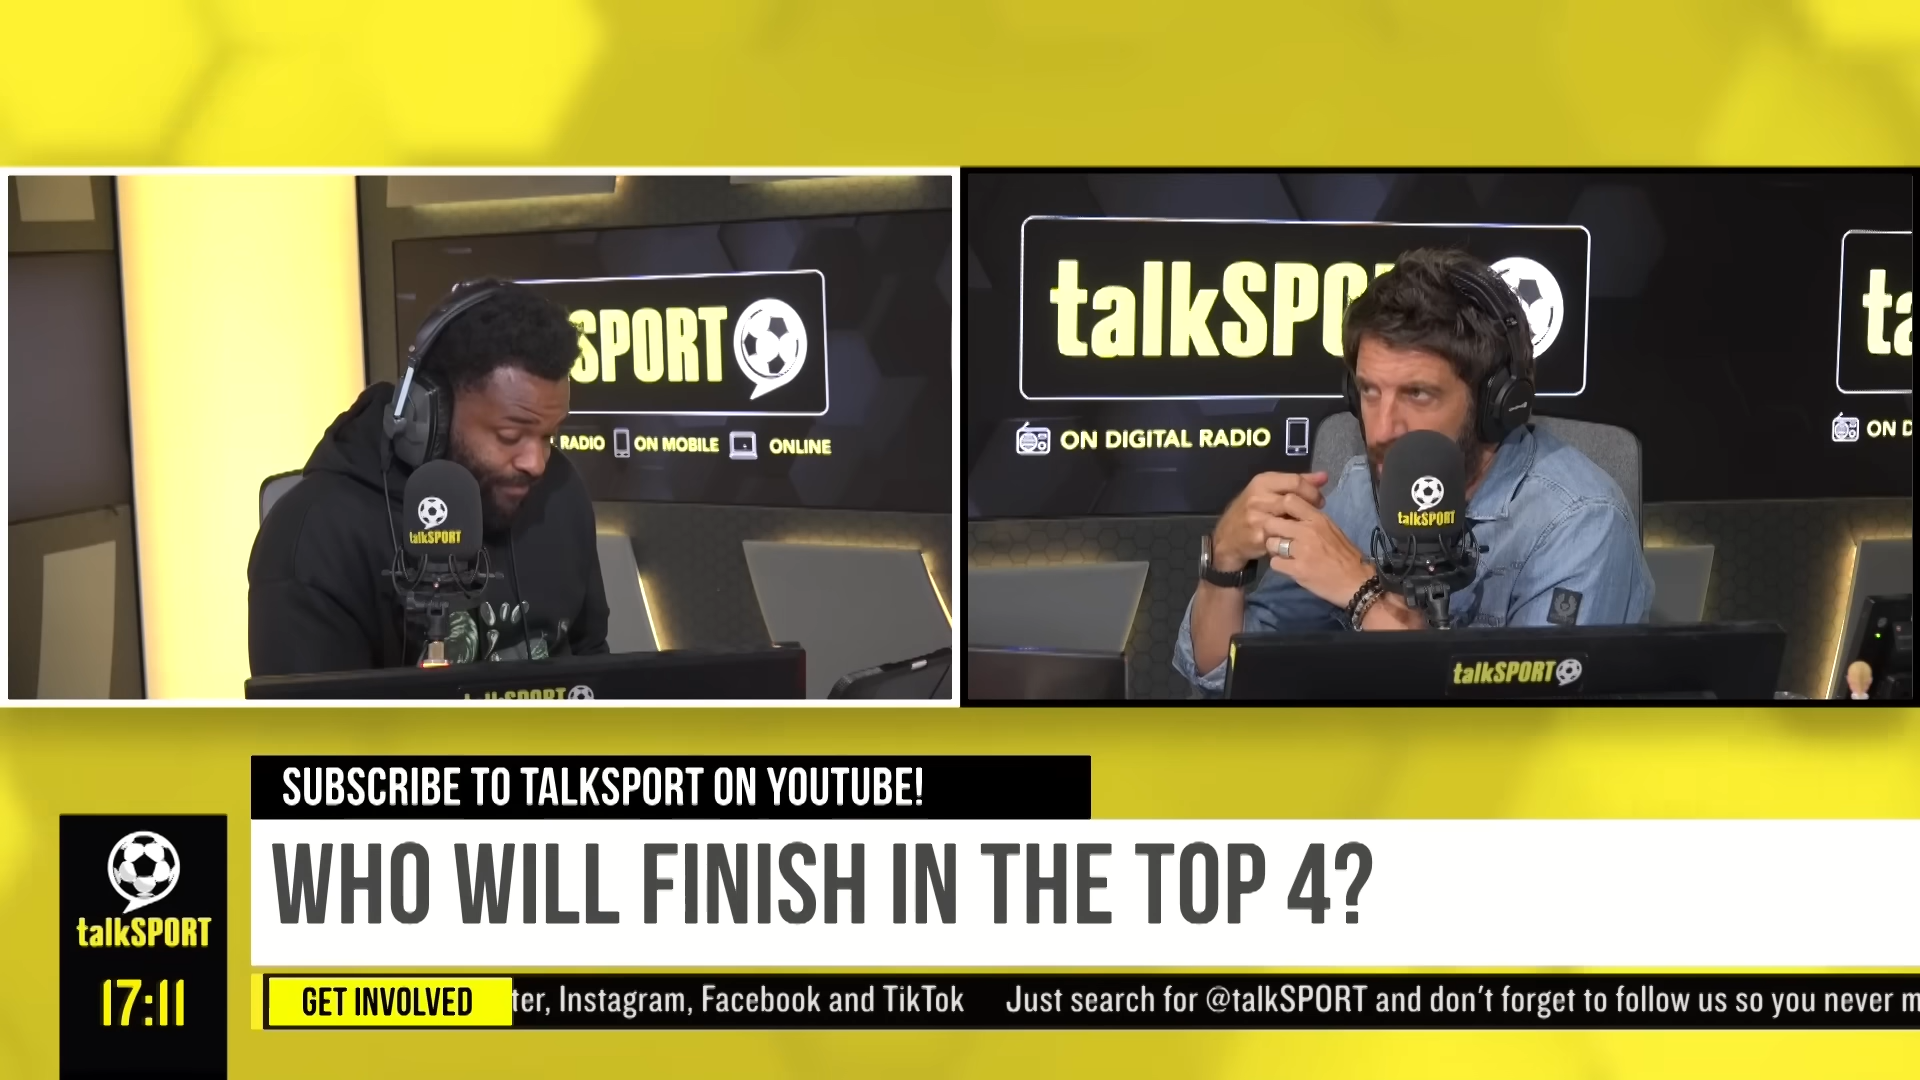 SPORT
RADIO ON MOBILE ONLINE
talkSPORT
talkSPO
ON DIGITAL RADIO
ta
ON D
talkSPORT
talkSPORT
talkSPORT
SUBSCRIBE TO TALKSPORT ON YOUTUBE!
WHO WILL FINISH IN THE TOP 4?
talkSPORT
17:11
GET INVOLVED
ter, Instagram, Facebook and TikTok Just search for @talkSPORT and don't forget to follow us so you never m